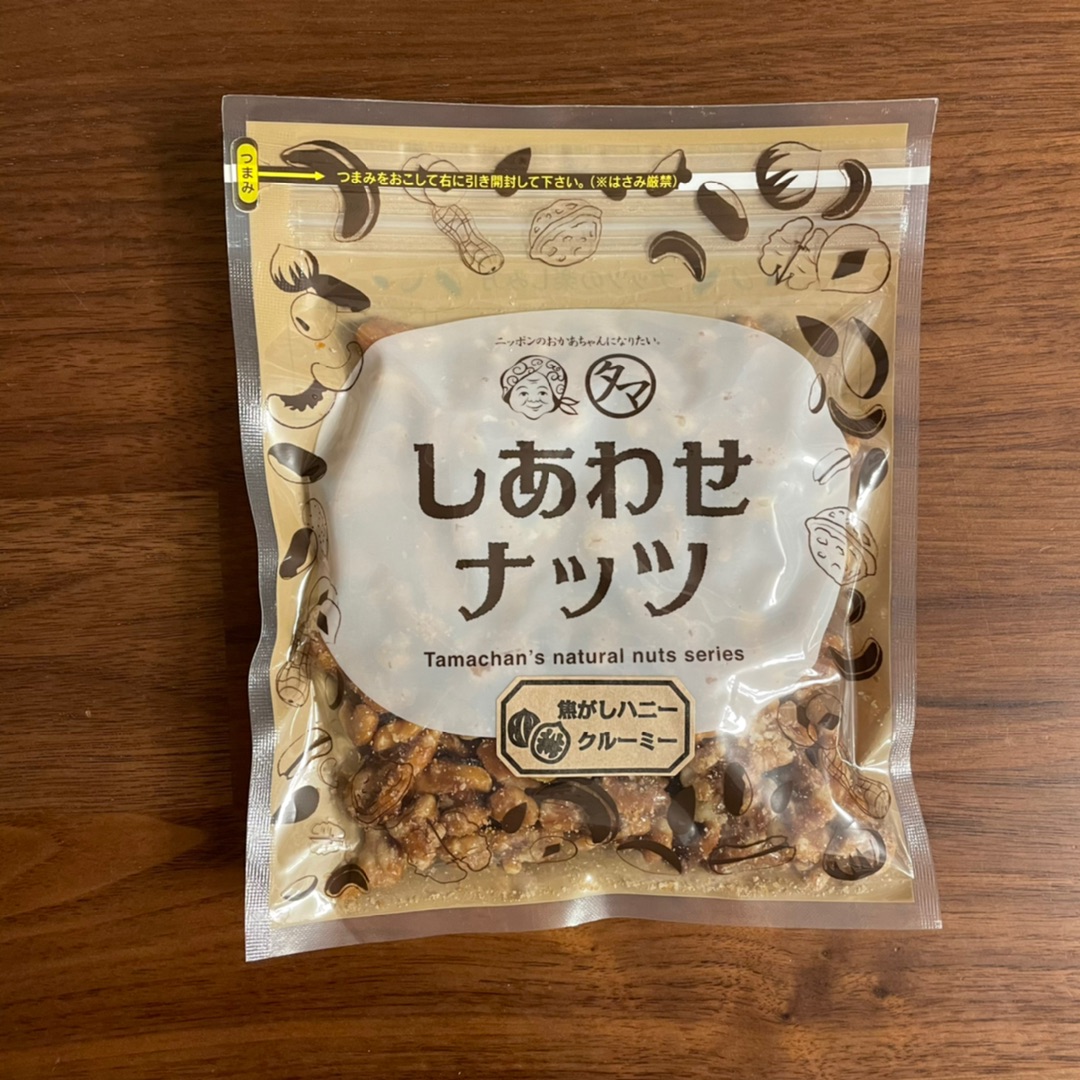 つまみ
つまみをおこして右に引き開封して下さい。(※はさみ厳禁)
ニッポンのおかあちゃんになりたい。
タマ
しあわせ
ナッツ
Tamachan's natural nuts series
焦がしハニー
クルーミー